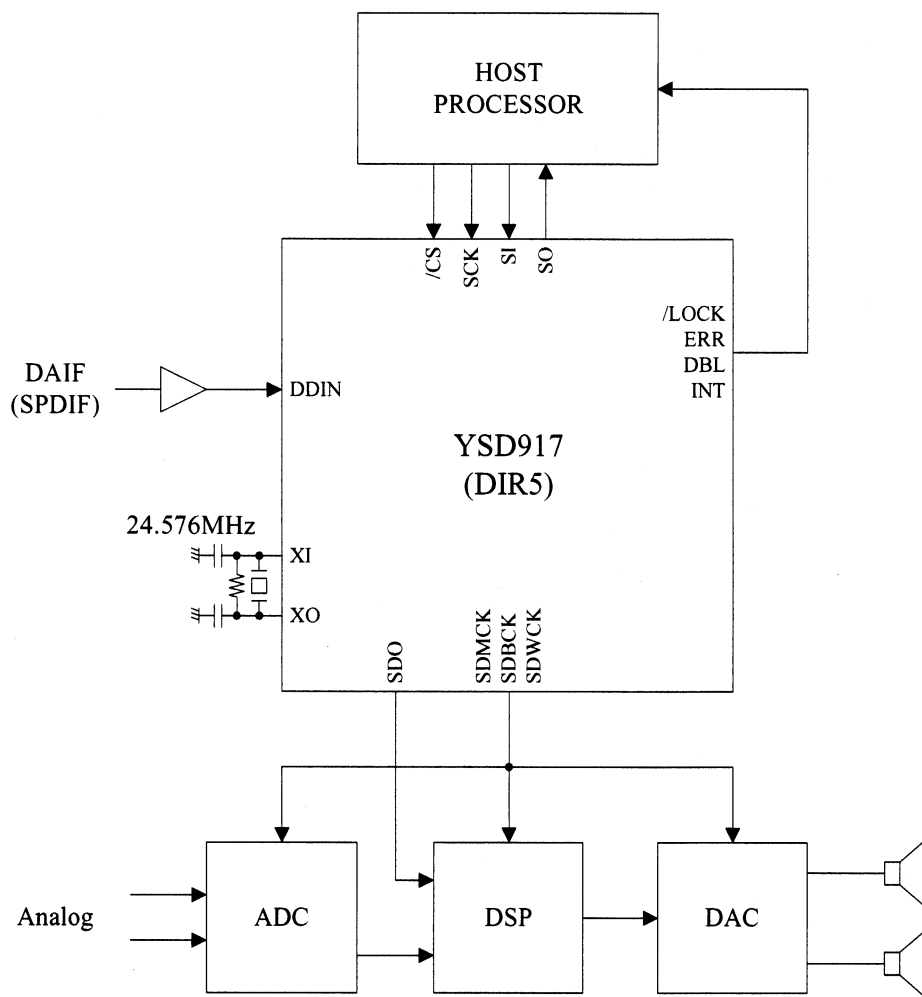 HOST
PROCESSOR
/CS
SCK
SI
SO
/LOCK
ERR
DBL
INT
DAIF
(SPDIF)
DDIN
YSD917
(DIR5)
24.576MHz
XI
XO
SDO
SDMCK
SDBCK
SDWCK
Analog
ADC
DSP
DAC